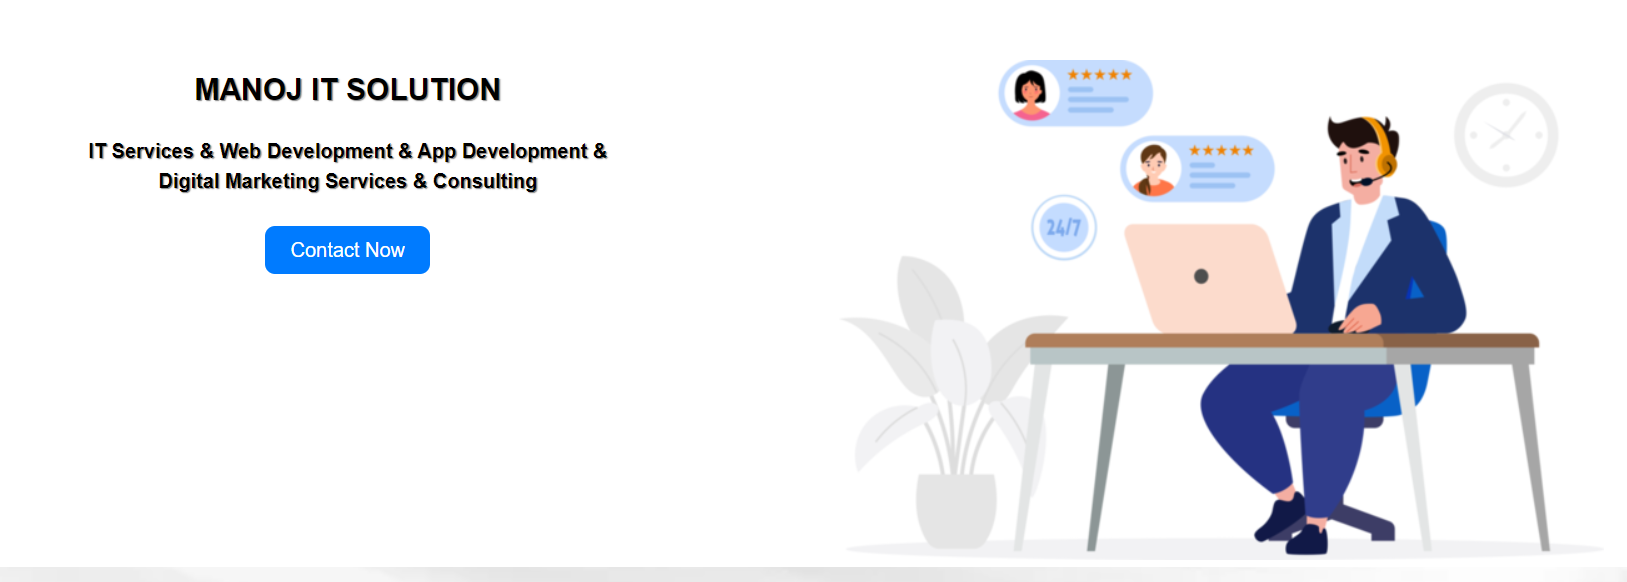 MANOJ IT SOLUTION
IT Services & Web Development & App Development &
Digital Marketing Services & Consulting
Contact Now
24/7